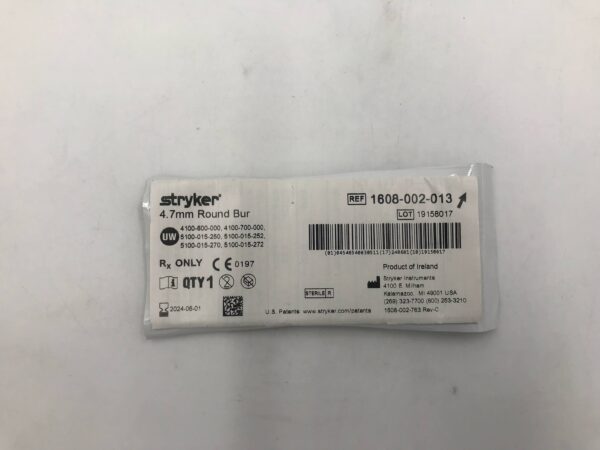 stryker®
4.7mm Round Bur
UW
4100-600-000, 4100-700-000,
5100-015-250, 5100-015-252,
5100-015-270, 5100-015-272
Rx ONLY CE 0197
QTY 1
2024-06-01
STERILE R
U.S. Patents: www.stryker.com/patents
REF 1608-002-013
LOT 19158017
Product of Ireland
Stryker Instruments
4100 E. Milham
Kalamazoo, MI 49001 USA
(269) 323-7700 (800) 253-3210
1608-002-763 Rev-C